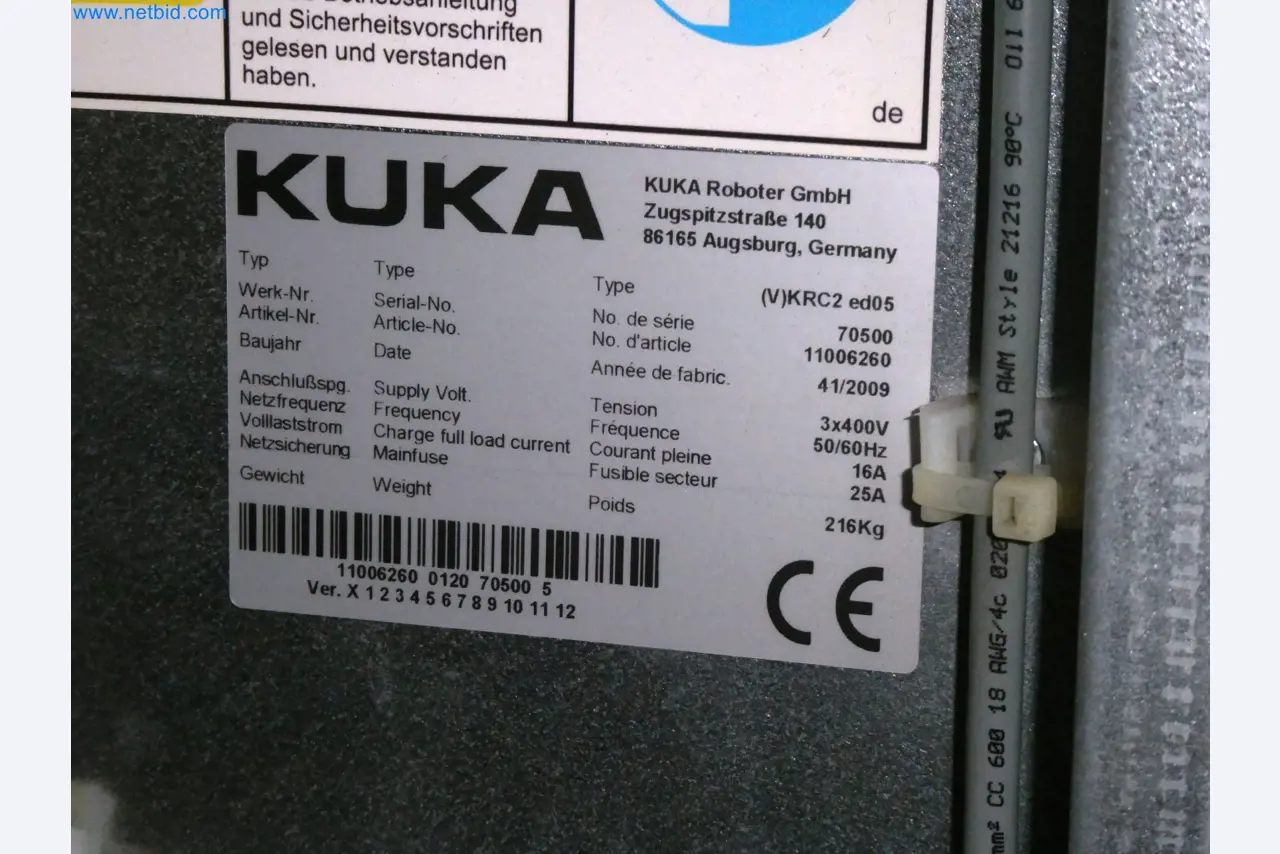 www.netbid.com
Betriebsanleitung
und Sicherheitsvorschriften
gelesen und verstanden
haben.
de
KUKA
KUKA Roboter GmbH
Zugspitzstraße 140
86165 Augsburg, Germany
Typ Type Type (V)KRC2 ed05
Werk-Nr. Serial-No. No. de série 70500
Artikel-Nr. Article-No. No. d'article 11006260
Baujahr Date Année de fabric. 41/2009
Anschlußspg. Supply Volt. Tension 3x400V
Netzfrequenz Frequency Fréquence 50/60Hz
Volllaststrom Charge full load current Courant pleine 16A
Netzsicherung Mainfuse Fusible secteur 25A
Gewicht Weight Poids 216Kg
11006260 0120 70500 5
Ver. X 1 2 3 4 5 6 7 8 9 10 11 12
CE
mm² CC 600 18 AWG/4c AWM Style 21216 90°C 011 6